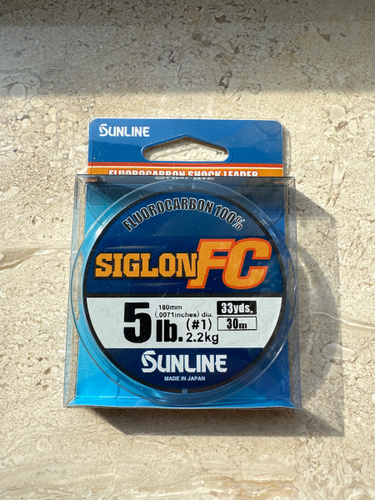 SUNLINE
FLUOROCARBON SHOCK LEADER
SUNLINE
FLUOROCARBON 100%
SIGLON FC
.180mm
(.0071inches) dia.
5lb. (#1)
2.2kg
33yds.
30m
SUNLINE
MADE IN JAPAN